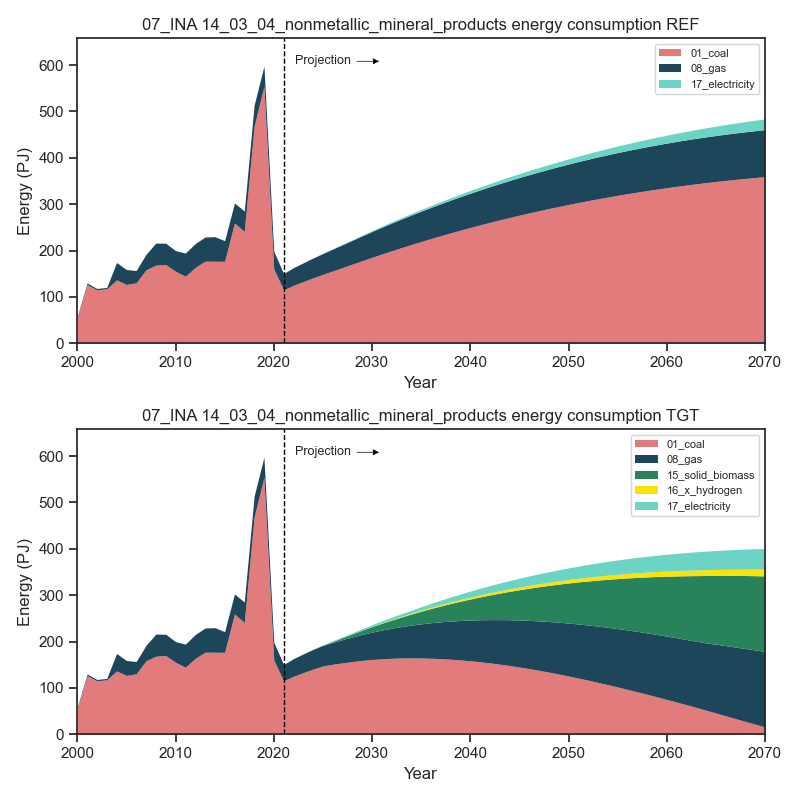 07_INA 14_03_04_nonmetallic_mineral_products energy consumption REF
Projection
01_coal
08_gas
17_electricity
600
500
400
300
200
100
0
Energy (PJ)
2000 2010 2020 2030 2040 2050 2060 2070
Year
07_INA 14_03_04_nonmetallic_mineral_products energy consumption TGT
Projection
01_coal
08_gas
15_solid_biomass
16_x_hydrogen
17_electricity
600
500
400
300
200
100
0
Energy (PJ)
2000 2010 2020 2030 2040 2050 2060 2070
Year